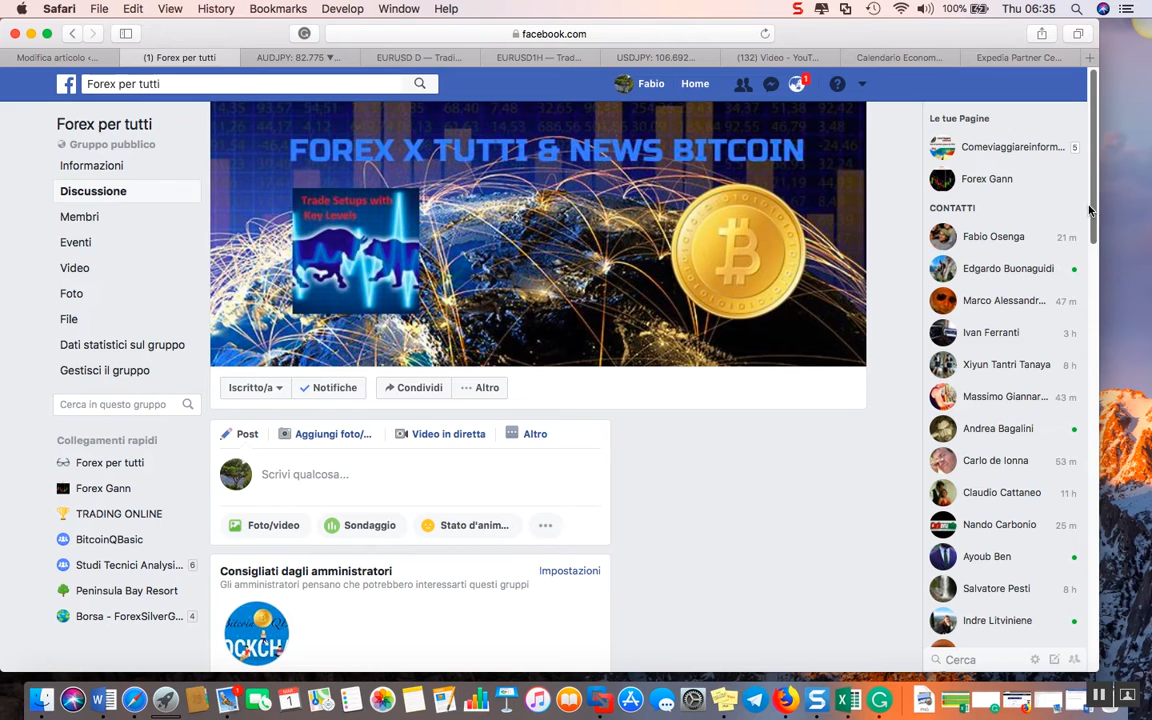 Safari File Edit View History Bookmarks Develop Window Help
100% Thu 06:35
facebook.com
Modifica articolo ‹...
(1) Forex per tutti
AUDJPY: 82.775 ▼...
EURUSD D — Tradi...
EURUSD1H — Trad...
USDJPY: 106.692...
(132) Video - YouT...
Calendario Econom...
Expedia Partner Ce...
Forex per tutti
Fabio Home 1
Forex per tutti
Gruppo pubblico
Informazioni
Discussione
Membri
Eventi
Video
Foto
File
Dati statistici sul gruppo
Gestisci il gruppo
Cerca in questo gruppo
Collegamenti rapidi
Forex per tutti
Forex Gann
TRADING ONLINE
BitcoinQBasic
Studi Tecnici Analysi... 6
Peninsula Bay Resort
Borsa - ForexSilverG... 4
FOREX X TUTTI & NEWS BITCOIN
Trade Setups with
Key Levels
Iscritto/a Notifiche Condividi ··· Altro
Post Aggiungi foto/... Video in diretta Altro
Scrivi qualcosa...
Foto/video Sondaggio Stato d'anim... ···
Consigliati dagli amministratori Impostazioni
Gli amministratori pensano che potrebbero interessarti questi gruppi
Le tue Pagine
Comeviaggiareinform... 5
Forex Gann
CONTATTI
Fabio Osenga 21 m
Edgardo Buonaguidi
Marco Alessandr... 47 m
Ivan Ferranti 3 h
Xiyun Tantri Tanaya 8 h
Massimo Giannar... 43 m
Andrea Bagalini
Carlo de Ionna 53 m
Claudio Cattaneo 11 h
Nando Carbonio 25 m
Ayoub Ben
Salvatore Pesti 8 h
Indre Litviniene
Cerca